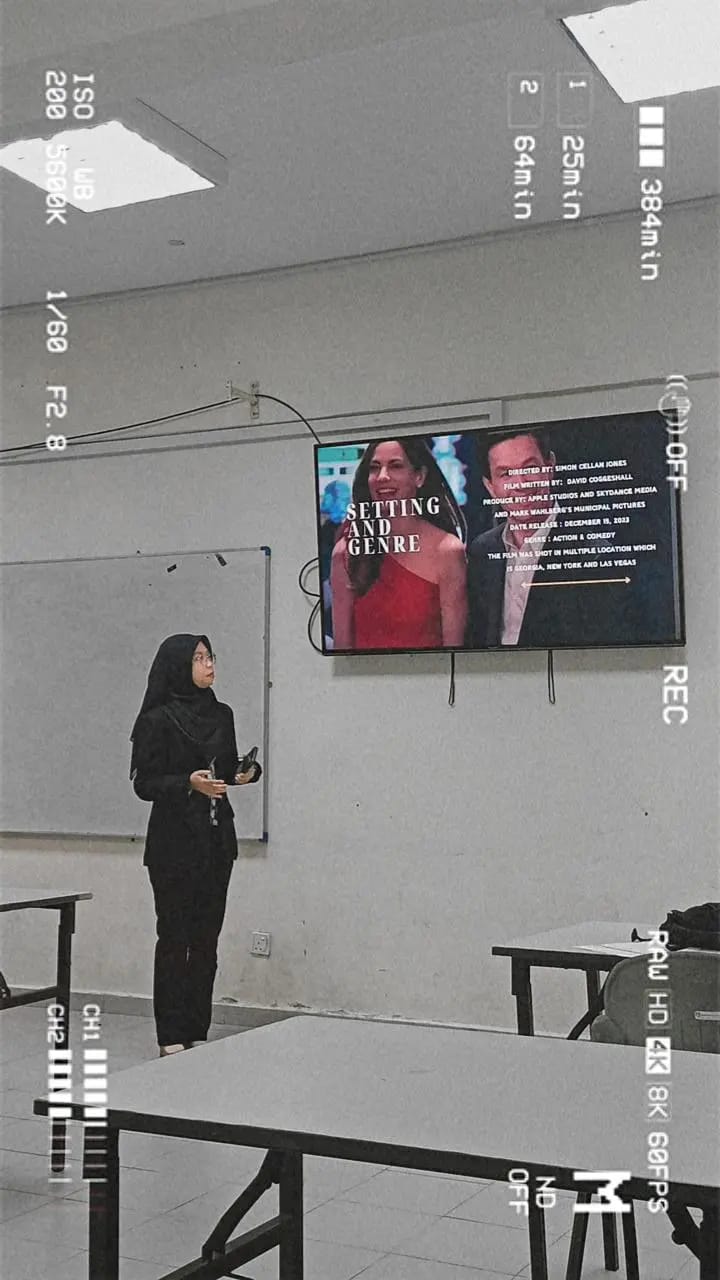 ISO WB
200 5600K 1/60 F2.8
1 25min
2 64min
384min
OFF
REC
SETTING
AND
GENRE
DIRECTED BY: SIMON CELLAN JONES
FILM WRITTEN BY: DAVID COGGESHALL
PRODUCE BY: APPLE STUDIOS AND SKYDANCE MEDIA
AND MARK WAHLBERG'S MUNICIPAL PICTURES
DATE RELEASE : DECEMBER 15, 2023
GENRE : ACTION & COMEDY
THE FILM WAS SHOT IN MULTIPLE LOCATION WHICH
IS GEORGIA, NEW YORK AND LAS VEGAS
CH1
CH2
RAW HD 4K 8K 60FPS
ND
OFF
M